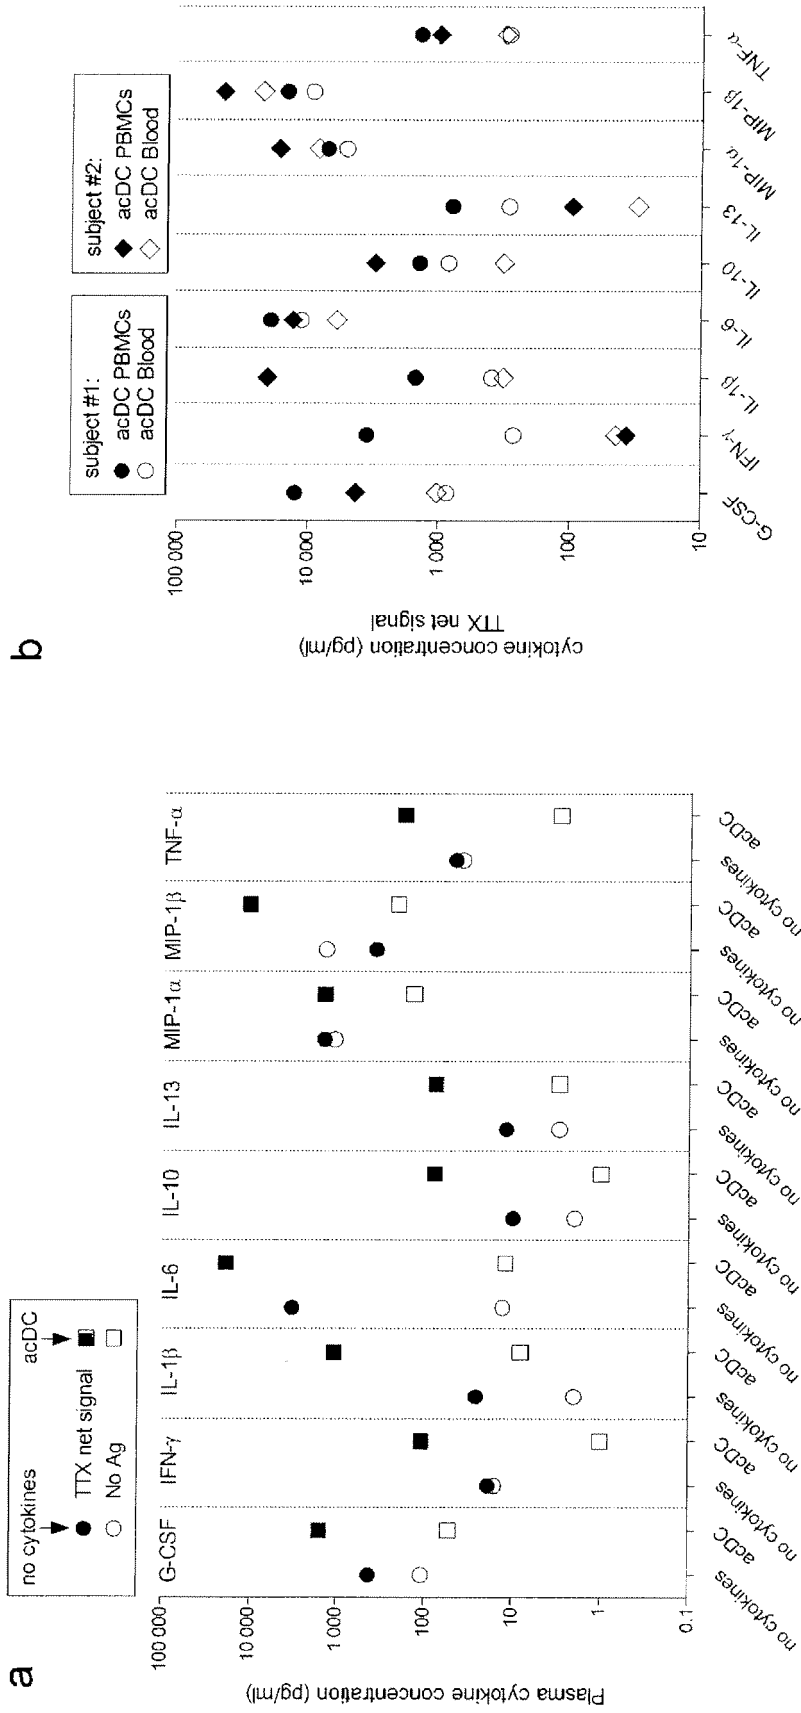 a
no cytokines
acDC
TTX net signal
No Ag
G-CSF
IFN-γ
IL-1β
IL-6
IL-10
IL-13
MIP-1α
MIP-1β
TNF-α
100 000
10 000
1 000
100
10
1
0.1
Plasma cytokine concentration (pg/ml)
no cytokines
acDC
no cytokines
acDC
no cytokines
acDC
no cytokines
acDC
no cytokines
acDC
no cytokines
acDC
no cytokines
acDC
no cytokines
acDC
no cytokines
acDC
b
subject #1:
acDC PBMCs
acDC Blood
subject #2:
acDC PBMCs
acDC Blood
100 000
10 000
1 000
100
10
cytokine concentration (pg/ml)
TTX net signal
G-CSF
IFN-γ
IL-1β
IL-6
IL-10
IL-13
MIP-1α
MIP-1β
TNF-α